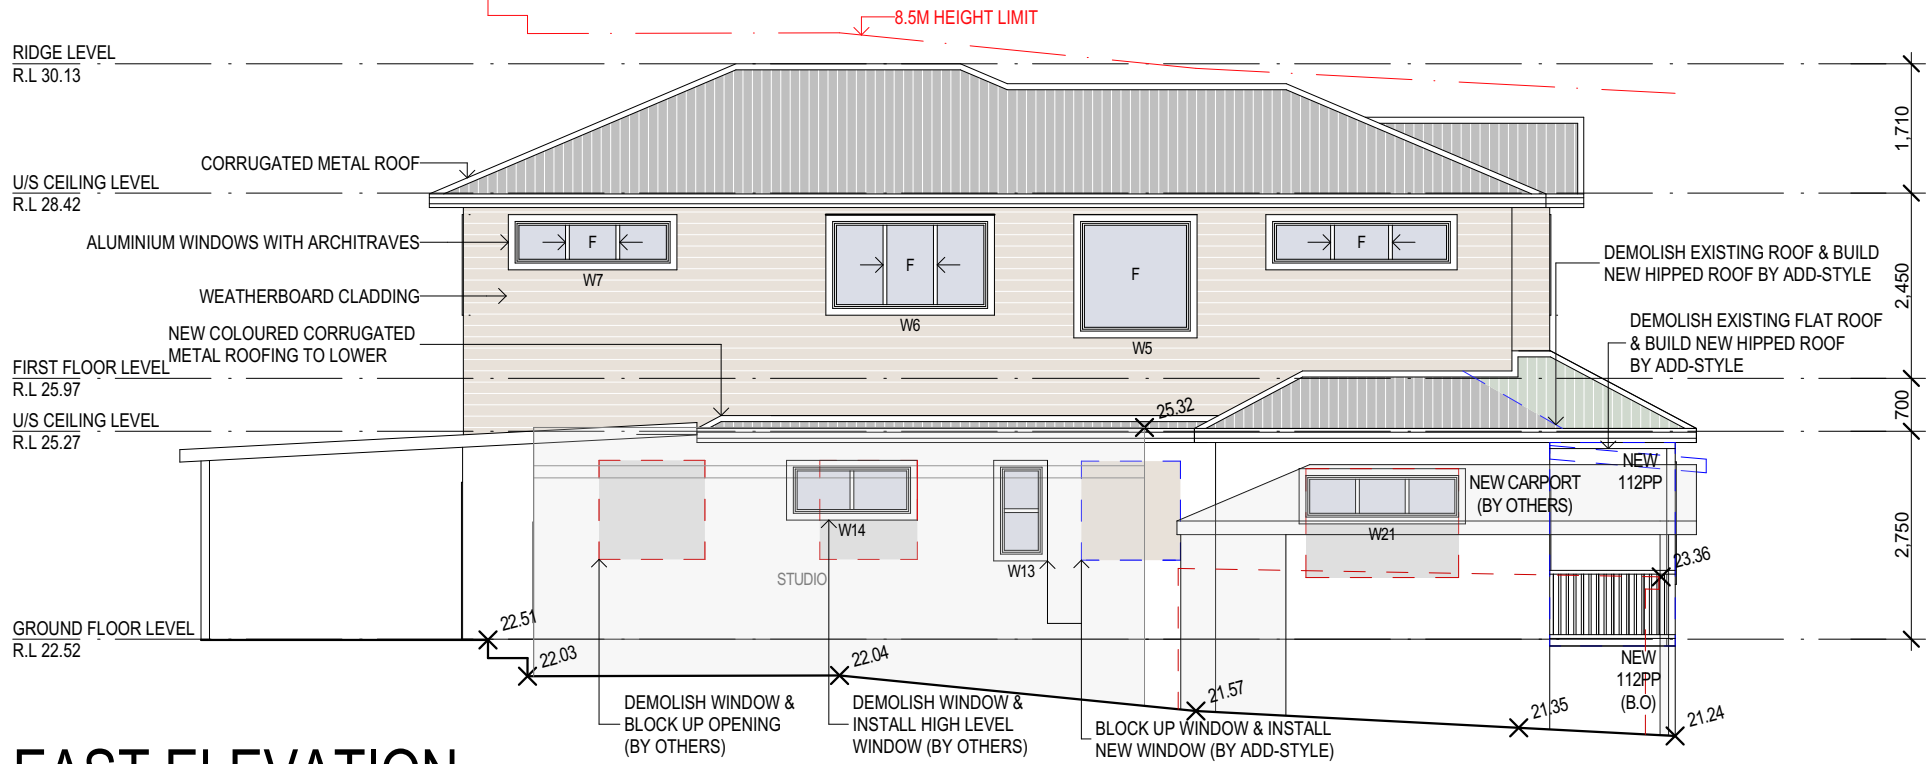 8.5M HEIGHT LIMIT
RIDGE LEVEL
R.L 30.13
1,710
CORRUGATED METAL ROOF
U/S CEILING LEVEL
R.L 28.42
ALUMINIUM WINDOWS WITH ARCHITRAVES
F
W7
F
W6
F
W5
F
DEMOLISH EXISTING ROOF & BUILD
NEW HIPPED ROOF BY ADD-STYLE
2,450
WEATHERBOARD CLADDING
NEW COLOURED CORRUGATED
METAL ROOFING TO LOWER
DEMOLISH EXISTING FLAT ROOF
& BUILD NEW HIPPED ROOF
BY ADD-STYLE
FIRST FLOOR LEVEL
R.L 25.97
700
U/S CEILING LEVEL
R.L 25.27
25.32
NEW
112PP
NEW CARPORT
(BY OTHERS)
W14
W13
W21
STUDIO
2,750
23.36
GROUND FLOOR LEVEL
R.L 22.52
22.51
22.03
22.04
21.57
21.35
21.24
NEW
112PP
(B.O)
DEMOLISH WINDOW &
BLOCK UP OPENING
(BY OTHERS)
DEMOLISH WINDOW &
INSTALL HIGH LEVEL
WINDOW (BY OTHERS)
BLOCK UP WINDOW & INSTALL
NEW WINDOW (BY ADD-STYLE)
EAST ELEVATION